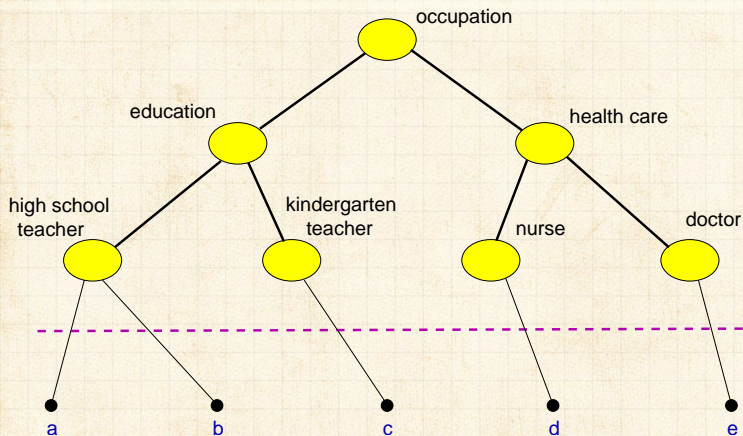 occupation
education
health care
high school
teacher
kindergarten
teacher
nurse
doctor
a
b
c
d
e